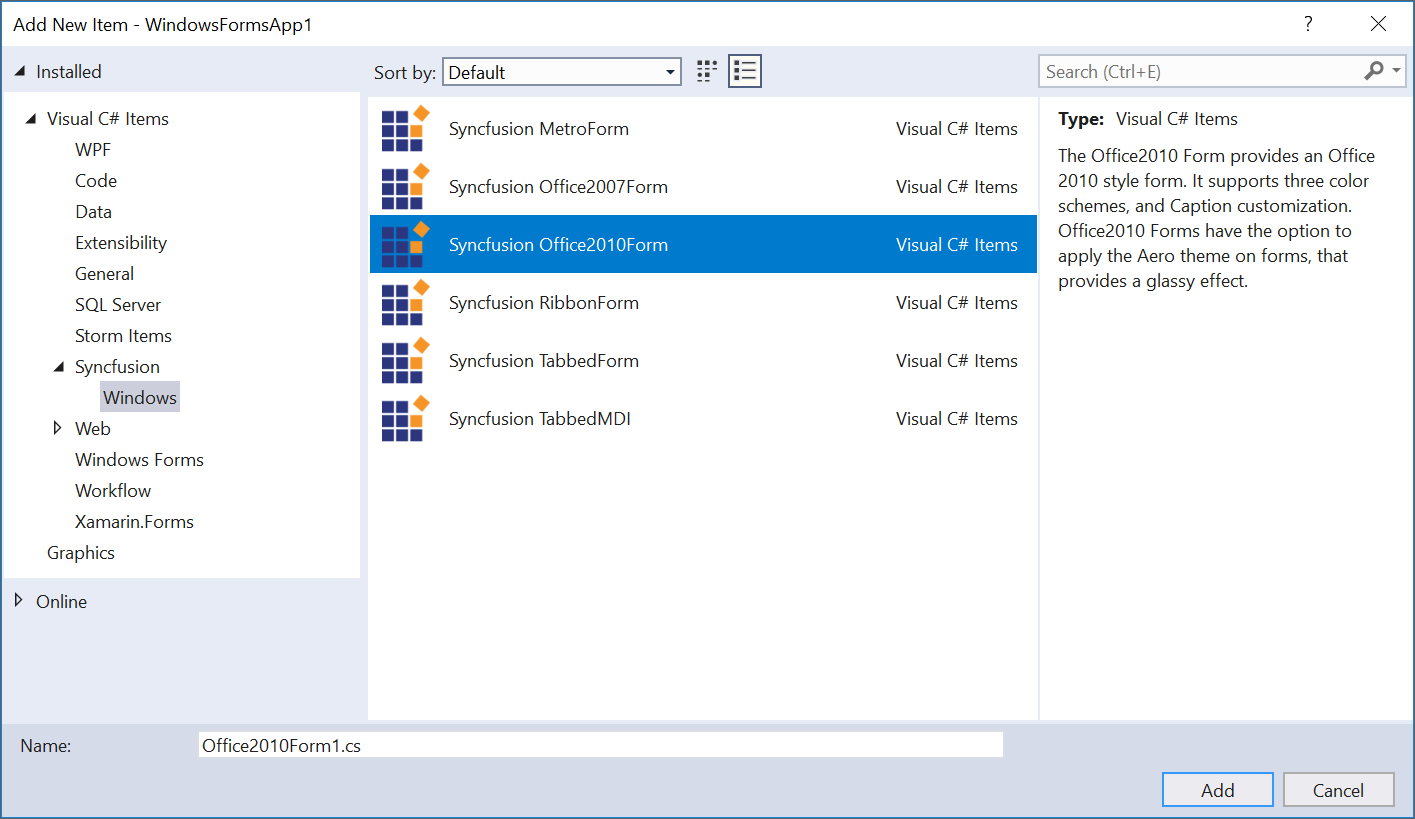 Add New Item - WindowsFormsApp1
?
Installed
Sort by: Default
Search (Ctrl+E)
Visual C# Items
WPF
Code
Data
Extensibility
General
SQL Server
Storm Items
Syncfusion
Windows
Web
Windows Forms
Workflow
Xamarin.Forms
Graphics
Online
Syncfusion MetroForm Visual C# Items
Syncfusion Office2007Form Visual C# Items
Syncfusion Office2010Form Visual C# Items
Syncfusion RibbonForm Visual C# Items
Syncfusion TabbedForm Visual C# Items
Syncfusion TabbedMDI Visual C# Items
Type: Visual C# Items
The Office2010 Form provides an Office
2010 style form. It supports three color
schemes, and Caption customization.
Office2010 Forms have the option to
apply the Aero theme on forms, that
provides a glassy effect.
Name: Office2010Form1.cs
Add Cancel